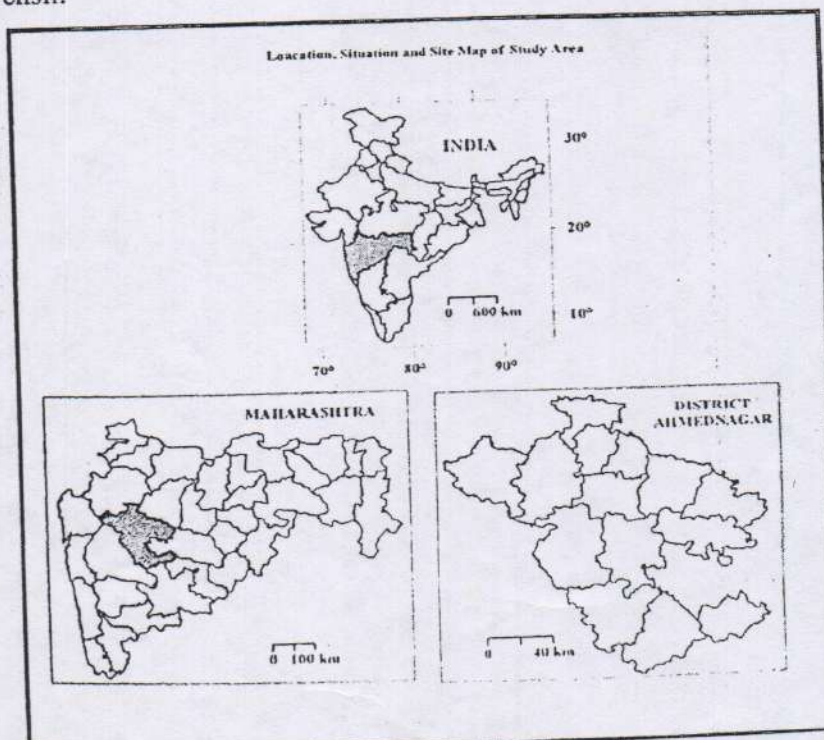 Loacation, Situation and Site Map of Study Area
INDIA
30°
20°
10°
0 600 km
70° 80° 90°
MAHARASHTRA
0 100 km
DISTRICT
AHMEDNAGAR
0 40 km